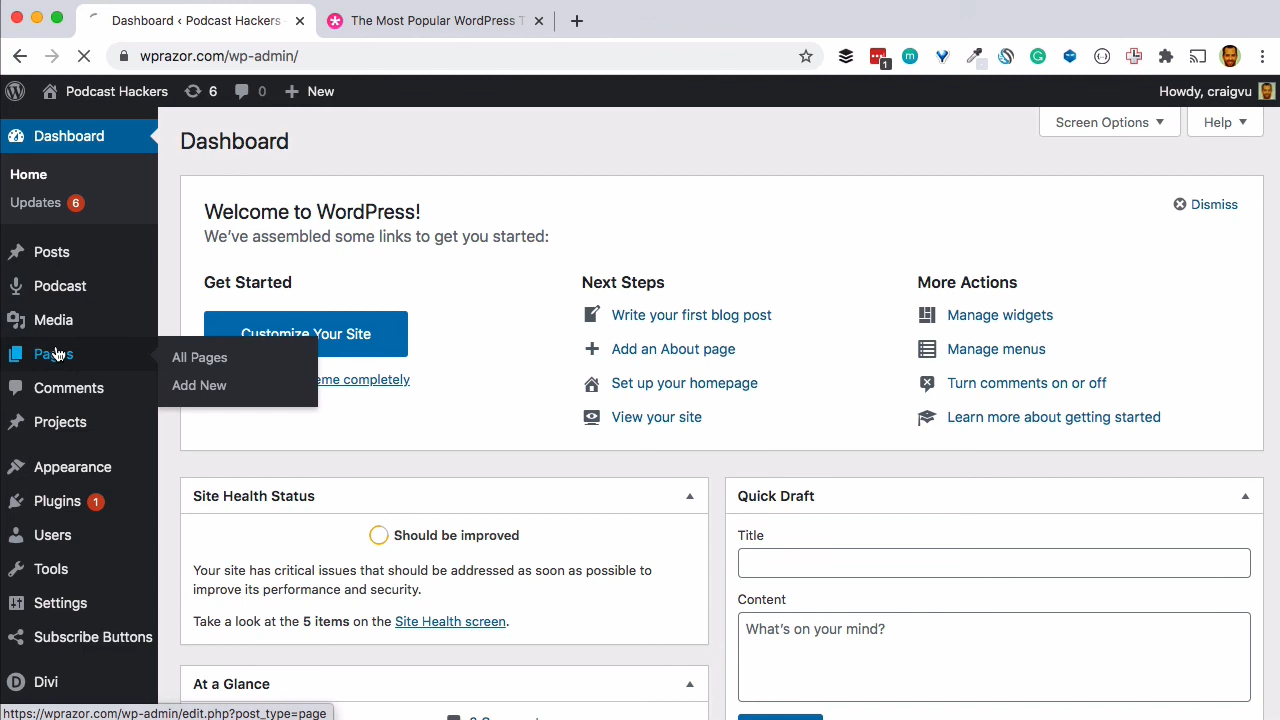 Dashboard ‹ Podcast Hackers
The Most Popular WordPress T
wprazor.com/wp-admin/
1
Podcast Hackers
6
0
New
Howdy, craigvu
Dashboard
Home
Updates 6
Posts
Podcast
Media
Pages
All Pages
Add New
Comments
Projects
Appearance
Plugins 1
Users
Tools
Settings
Subscribe Buttons
Divi
Dashboard
Screen Options
Help
Welcome to WordPress!
Dismiss
We've assembled some links to get you started:
Get Started
Customize Your Site
eme completely
Next Steps
Write your first blog post
Add an About page
Set up your homepage
View your site
More Actions
Manage widgets
Manage menus
Turn comments on or off
Learn more about getting started
Site Health Status
Should be improved
Your site has critical issues that should be addressed as soon as possible to
improve its performance and security.
Take a look at the 5 items on the Site Health screen.
At a Glance
Quick Draft
Title
Content
What's on your mind?
https://wprazor.com/wp-admin/edit.php?post_type=page